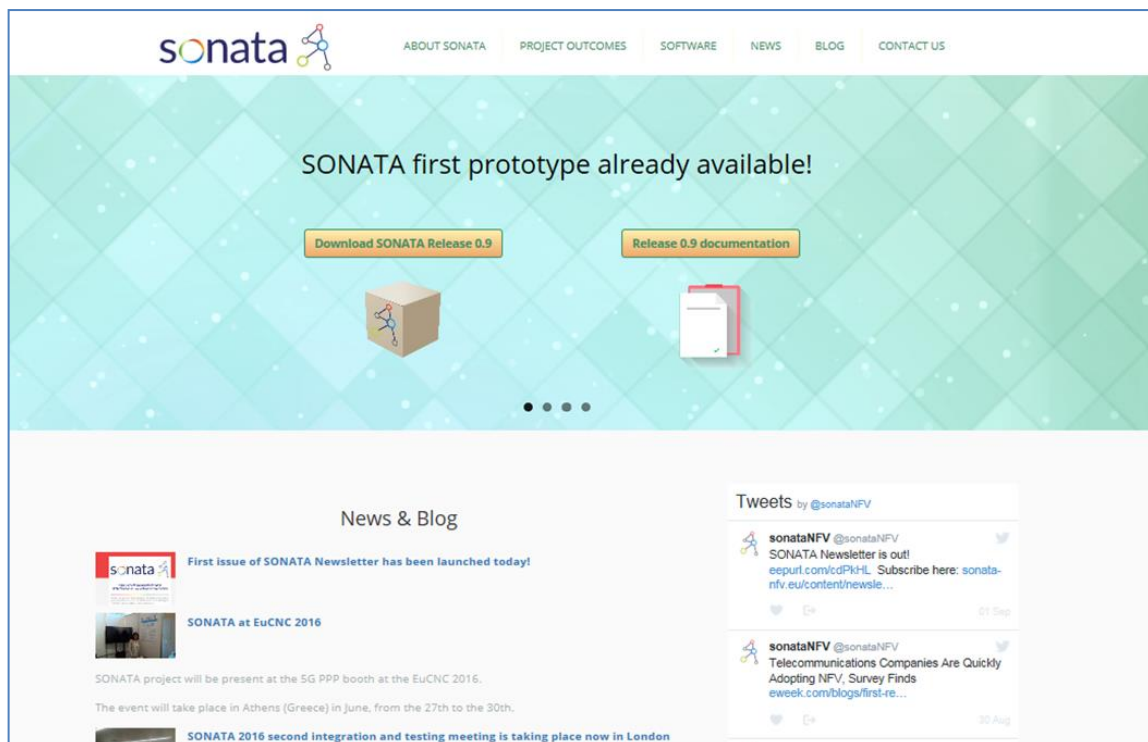 sonata
ABOUT SONATA
PROJECT OUTCOMES
SOFTWARE
NEWS
BLOG
CONTACT US
SONATA first prototype already available!
Download SONATA Release 0.9
Release 0.9 documentation
News & Blog
sonata
First issue of SONATA Newsletter has been launched today!
SONATA at EuCNC 2016
SONATA project will be present at the 5G PPP booth at the EuCNC 2016.
The event will take place in Athens (Greece) in June, from the 27th to the 30th.
SONATA 2016 second integration and testing meeting is taking place now in London
Tweets by @sonataNFV
sonataNFV @sonataNFV
SONATA Newsletter is out!
eepurl.com/cdPkHL Subscribe here: sonata-
nfv.eu/content/newsle…
01 Sep
sonataNFV @sonataNFV
Telecommunications Companies Are Quickly
Adopting NFV, Survey Finds
eweek.com/blogs/first-re…
30 Aug